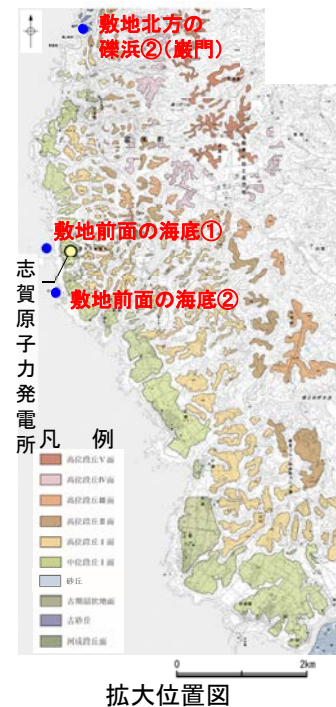 敷地北方の
礫浜②(巌門)
敷地前面の海底①
敷地前面の海底②
志賀原子力発電所
凡 例
高位段丘Ⅴ面
高位段丘Ⅳ面
高位段丘Ⅲ面
高位段丘Ⅱ面
高位段丘Ⅰ面
中位段丘Ⅰ面
砂丘
古期扇状地面
古砂丘
河成段丘面
0 2km
拡大位置図